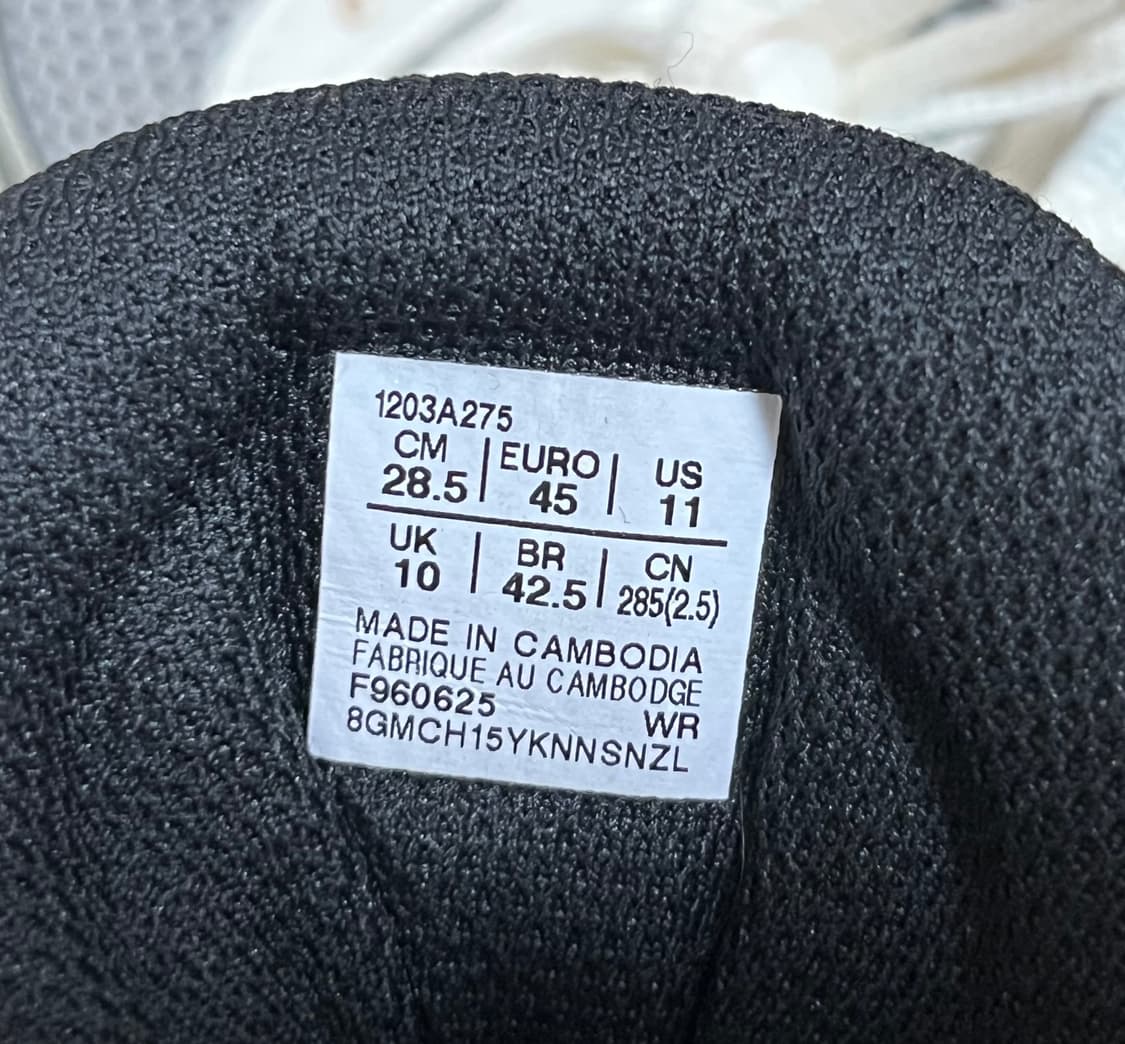 1203A275
CM | EURO | US
28.5 | 45 | 11
UK | BR | CN
10 | 42.5 | 285(2.5)
MADE IN CAMBODIA
FABRIQUE AU CAMBODGE
F960625 WR
8GMCH15YKNNSNZL